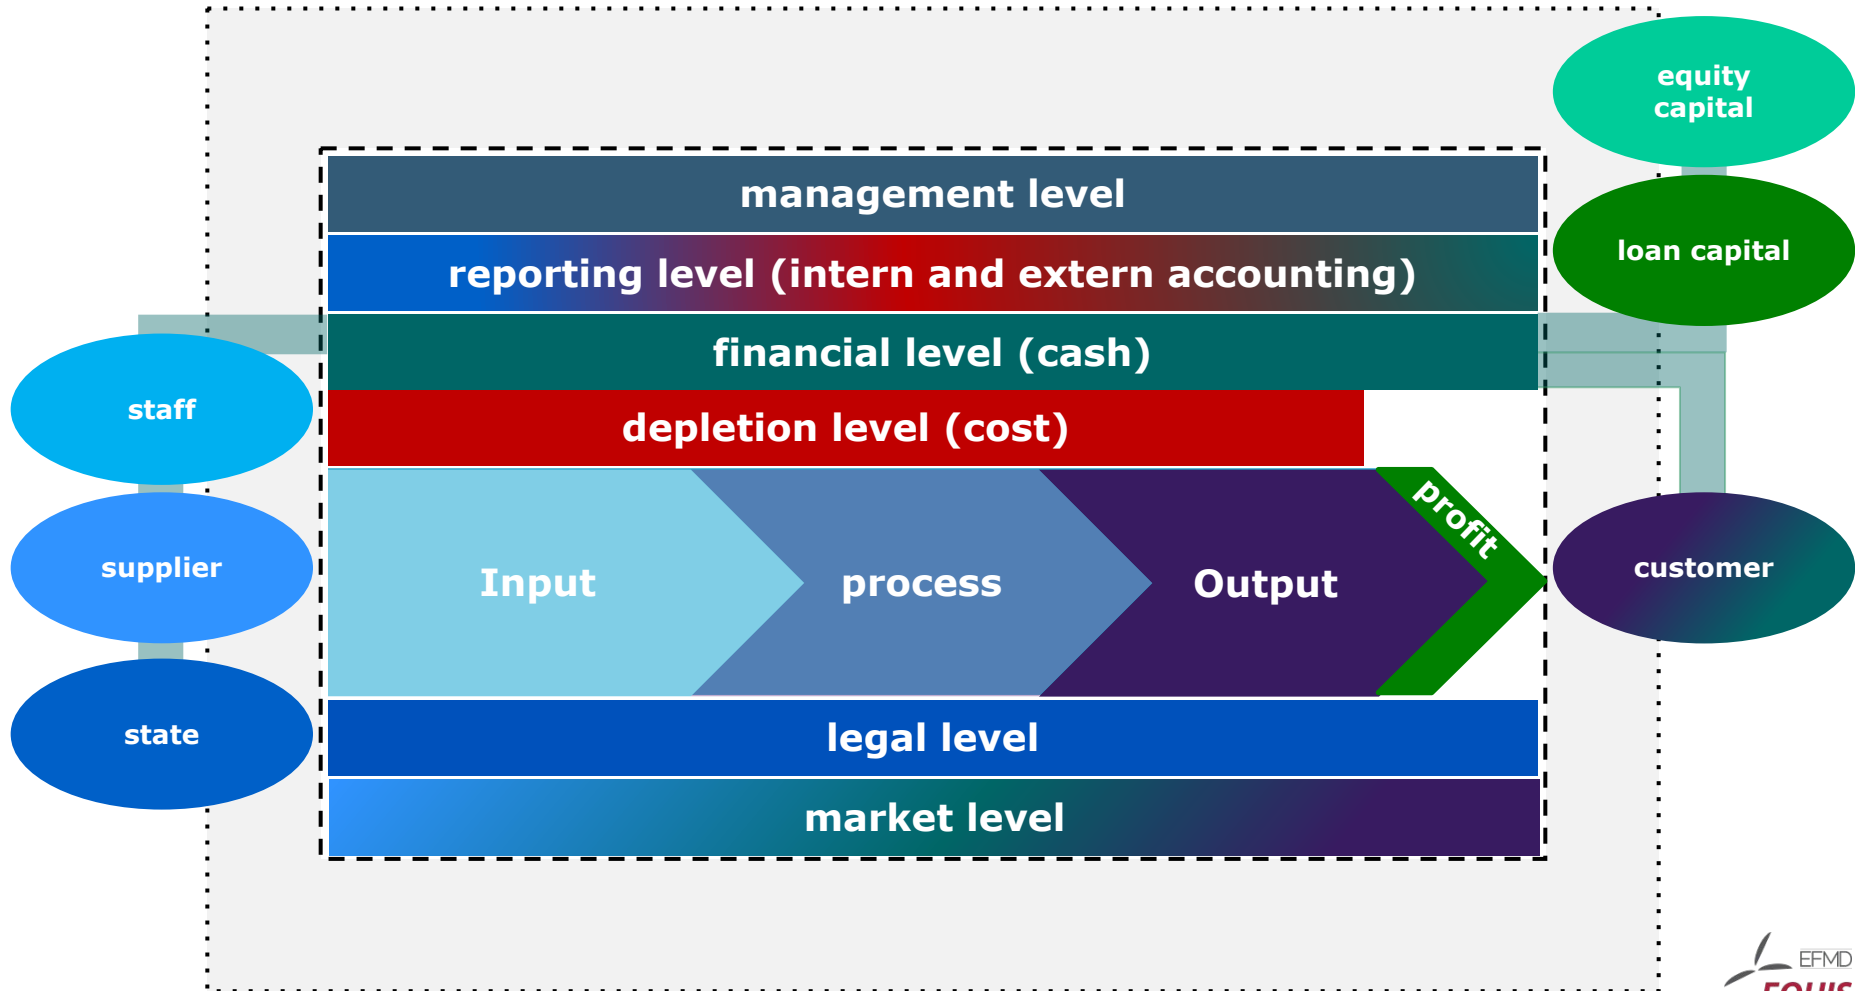 equity
capital
management level
loan capital
reporting level (intern and extern accounting)
financial level (cash)
staff
depletion level (cost)
profit
supplier
Input
process
Output
customer
state
legal level
market level
EFMD
EQUIS